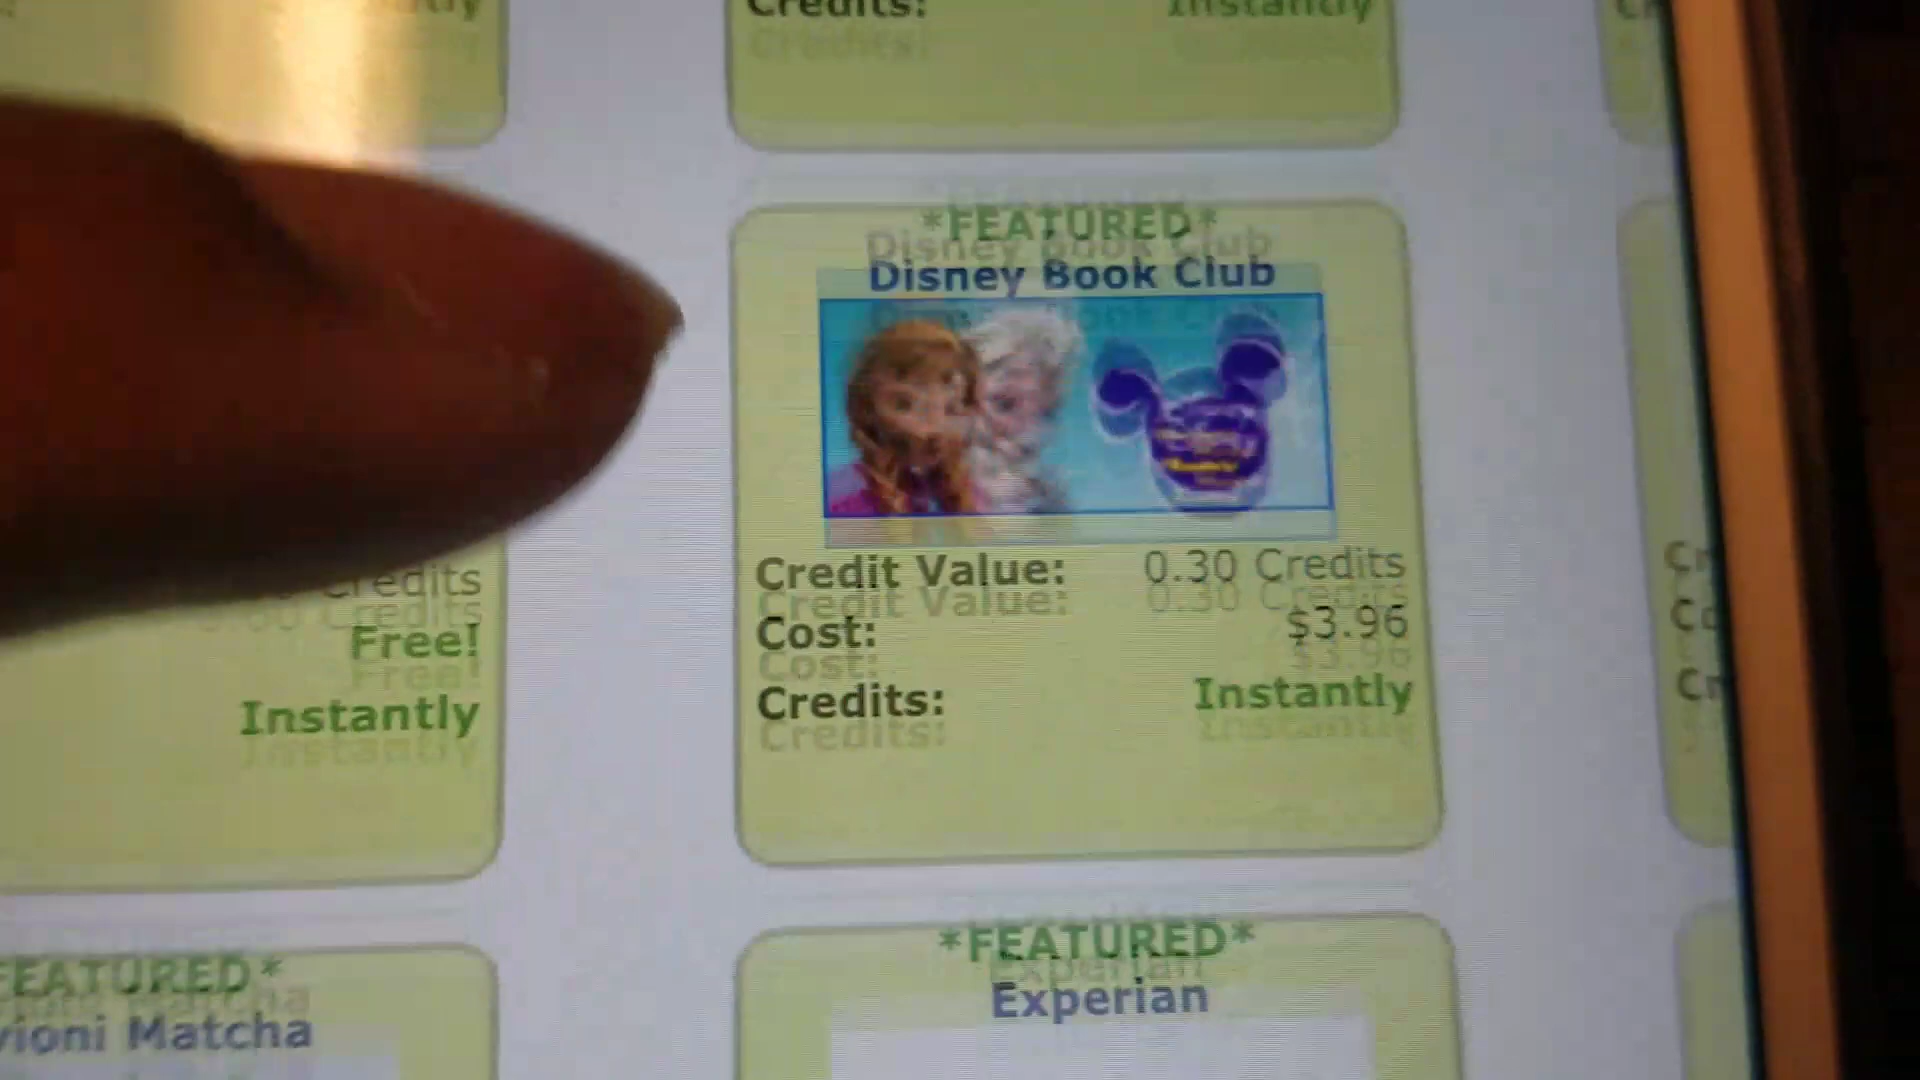 Credits: Instantly
*FEATURED*
Disney Book Club
Credit Value: 0.30 Credits
Cost: $3.96
Credits: Instantly
Credits
Free!
Instantly
*FEATURED*
Experian
FEATURED*
Matcha